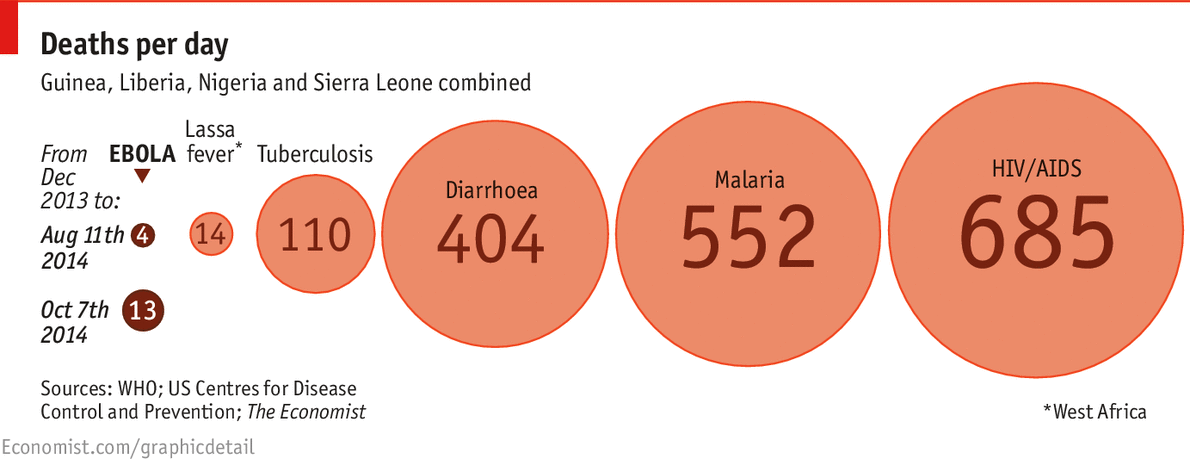 Deaths per day
Guinea, Liberia, Nigeria and Sierra Leone combined
From
Dec
2013 to:
EBOLA
Lassa
fever*
Tuberculosis
Diarrhoea
Malaria
HIV/AIDS
Aug 11th
2014
4
14
110
404
552
685
Oct 7th
2014
13
Sources: WHO; US Centres for Disease
Control and Prevention; The Economist
*West Africa
Economist.com/graphicdetail